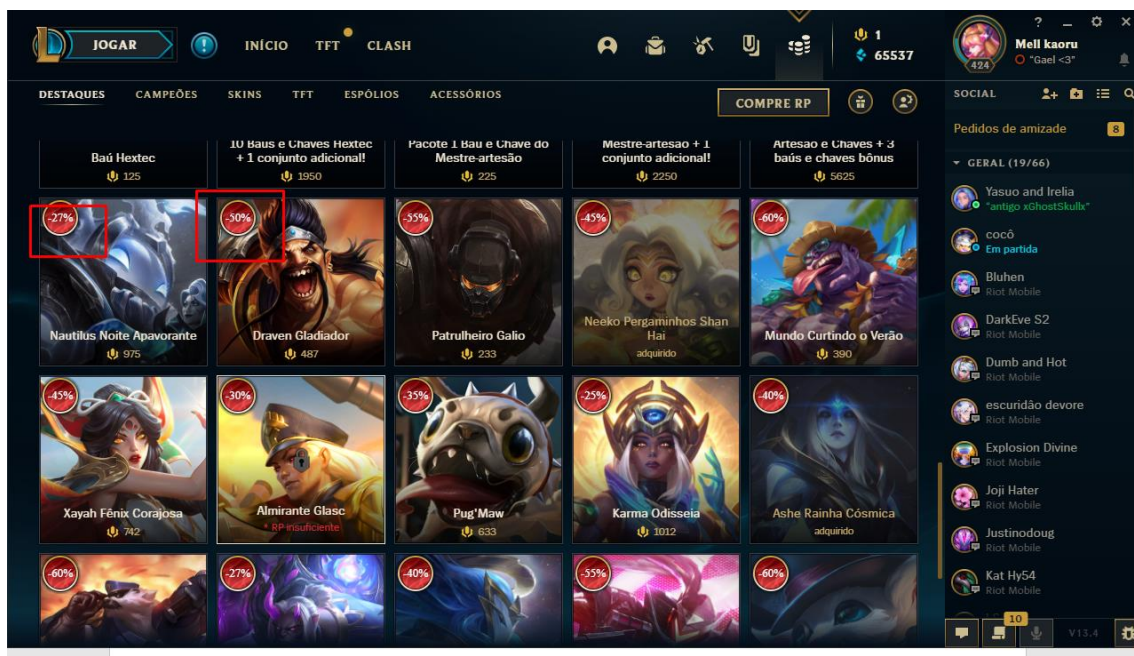 JOGAR
INÍCIO
TFT
CLASH
1
65537
424
Mell kaoru
"Gael <3"
DESTAQUES
CAMPEÕES
SKINS
TFT
ESPÓLIOS
ACESSÓRIOS
COMPRE RP
Baú Hextec
125
10 Baús e Chaves Hextec
+ 1 conjunto adicional!
1950
Pacote 1 Baú e Chave do
Mestre-artesão
225
Mestre-artesão + 1
conjunto adicional!
2250
Artesão e Chaves + 3
baús e chaves bônus
5625
-27%
Nautilus Noite Apavorante
975
-50%
Draven Gladiador
487
-55%
Patrulheiro Galio
233
-45%
Neeko Pergaminhos Shan
Hai
adquirido
-60%
Mundo Curtindo o Verão
390
-45%
Xayah Fênix Corajosa
742
-30%
Almirante Glasc
* RP insuficiente
-35%
Pug'Maw
633
-25%
Karma Odisseia
1012
-40%
Ashe Rainha Cósmica
adquirido
-60%
-27%
-40%
-55%
-60%
SOCIAL
Pedidos de amizade
8
GERAL (19/66)
Yasuo and Irelia
"antigo xGhostSkullx"
cocô
Em partida
Bluhen
Riot Mobile
DarkEve S2
Riot Mobile
Dumb and Hot
Riot Mobile
escuridão devore
Riot Mobile
Explosion Divine
Riot Mobile
Joji Hater
Riot Mobile
Justinodoug
Riot Mobile
Kat Hy54
Riot Mobile
10
V13.4